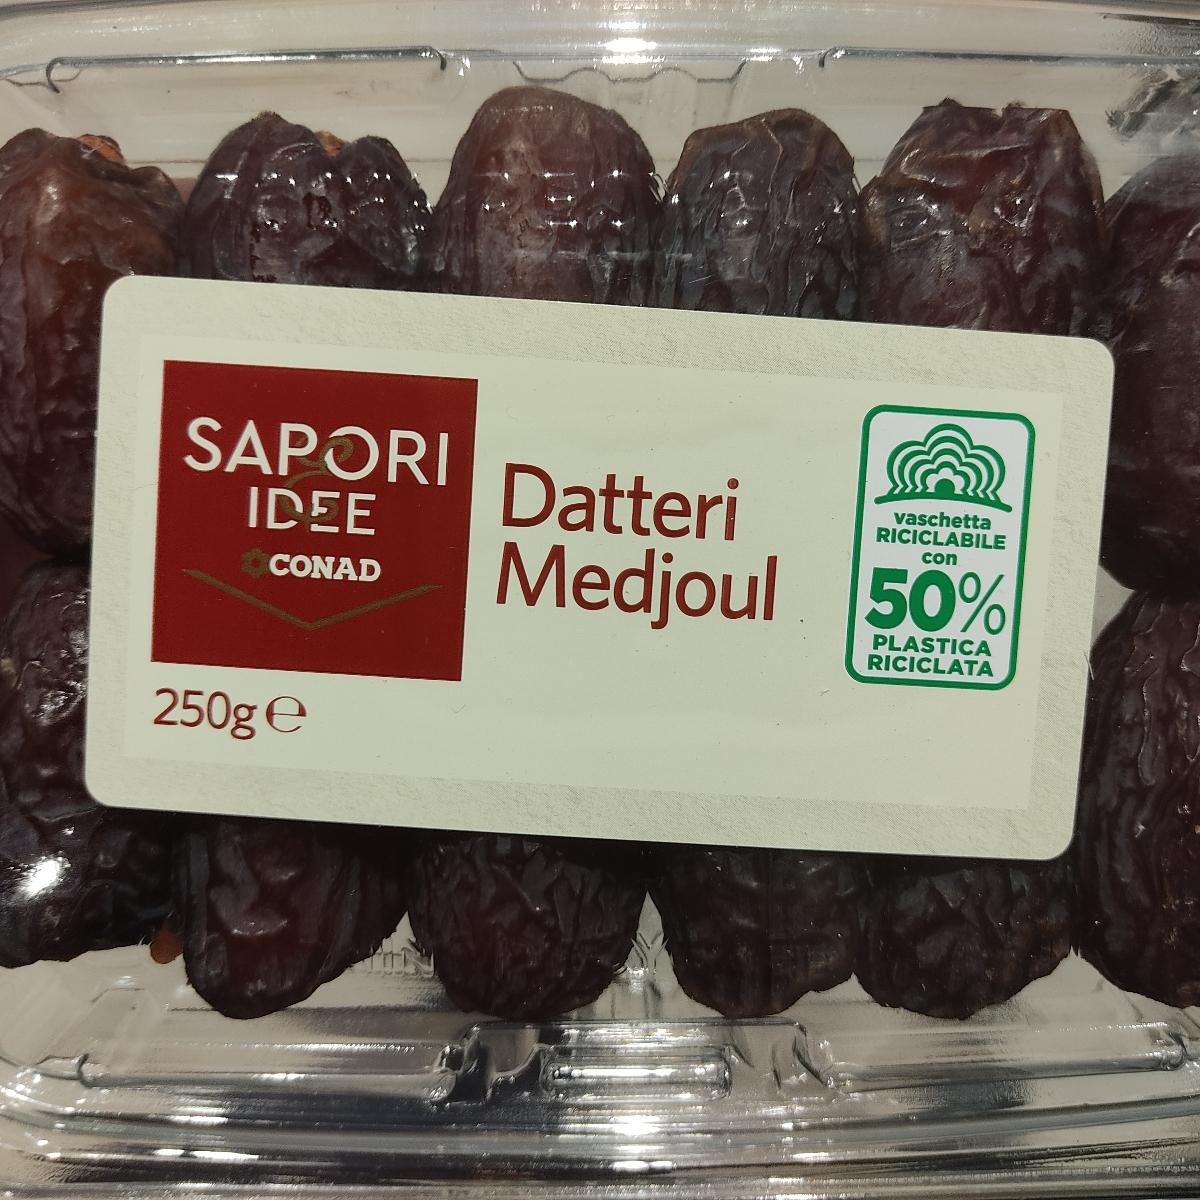 SAPORI
&
IDEE
CONAD
Datteri
Medjoul
250g ℮
vaschetta
RICICLABILE
con
50%
PLASTICA
RICICLATA